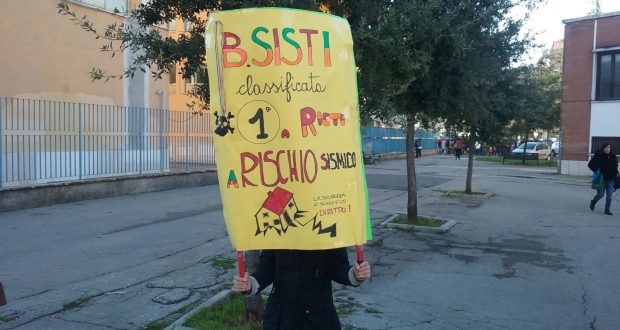 B.SISTI
classificata
1ª a RIETI
A RISCHIO SISMICO
LA SICUREZZA
A SCUOLA È UN
DIRITTO!